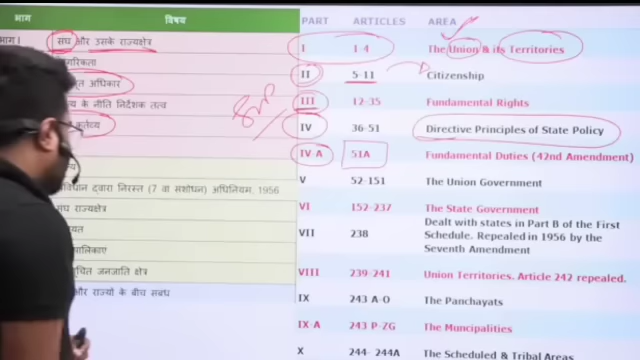 भाग विषय PART ARTICLES AREA
भाग I संघ और उसके राज्यक्षेत्र I 1-4 The Union & its Territories
II 5-11 Citizenship
अधिकार III 12-35 Fundamental Rights
के नीति निर्देशक तत्व IV 36-51 Directive Principles of State Policy
कर्तव्य IV-A 51A Fundamental Duties (42nd Amendment)
V 52-151 The Union Government
द्वारा निरस्त (7 वा संशोधन) अधिनियम, 1956
संघ राज्यक्षेत्र VI 152-237 The State Government
VII 238 Dealt with states in Part B of the First
Schedule. Repealed in 1956 by the
Seventh Amendment
जनजाति क्षेत्र VIII 239-241 Union Territories. Article 242 repealed.
और राज्यों के बीच सबंध IX 243 A-O The Panchayats
IX-A 243 P-ZG The Muncipalities
X 244- 244A The Scheduled & Tribal Areas